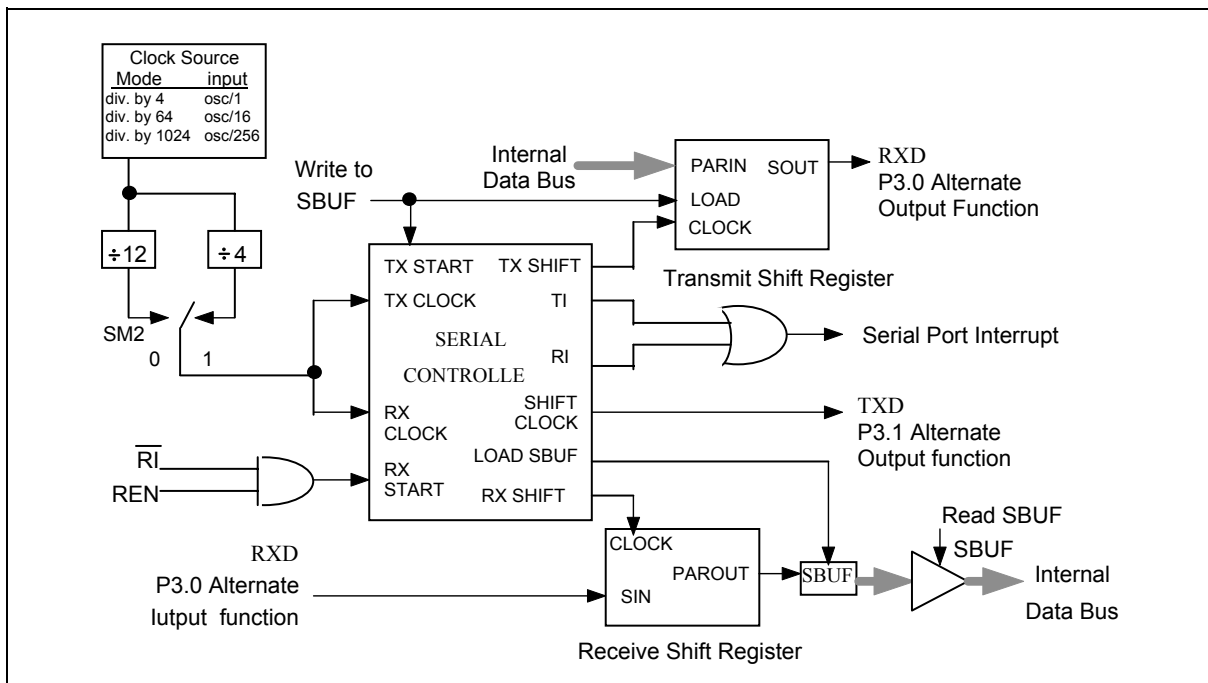 Clock Source
Mode input
div. by 4 osc/1
div. by 64 osc/16
div. by 1024 osc/256
÷12
÷4
SM2
0 1
Write to
SBUF
Internal
Data Bus
PARIN SOUT
LOAD
CLOCK
RXD
P3.0 Alternate
Output Function
Transmit Shift Register
TX START TX SHIFT
TX CLOCK TI
SERIAL
RI
CONTROLLE
RX
CLOCK
SHIFT
CLOCK
LOAD SBUF
RX
START
RX SHIFT
Serial Port Interrupt
TXD
P3.1 Alternate
Output function
RI
REN
RXD
P3.0 Alternate
Iutput function
CLOCK
PAROUT
SIN
Receive Shift Register
SBUF
Read SBUF
SBUF
Internal
Data Bus